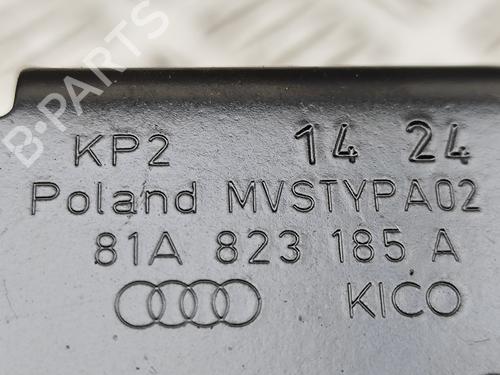 KP2 14 24
Poland MVSTYPA02
81A 823 185 A
KICO
B-PARTS